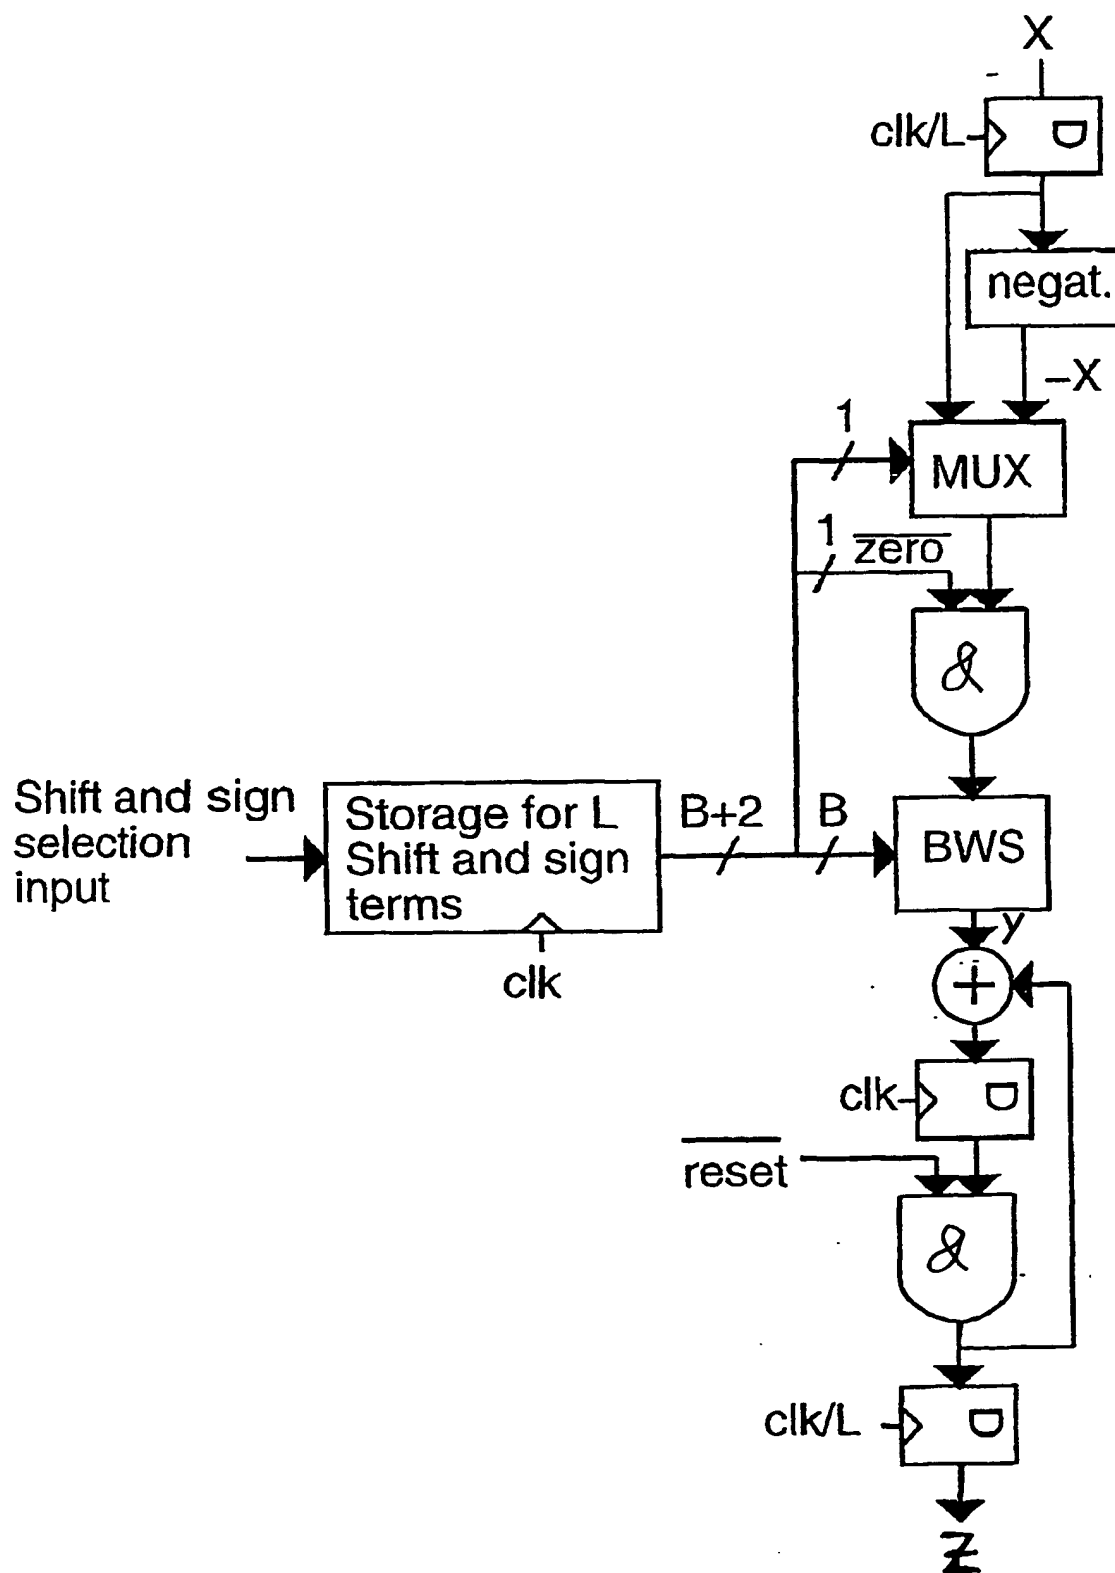 X
clk/L
D
negat.
-X
1
MUX
1
zero
&
Shift and sign
selection
input
Storage for L
Shift and sign
terms
clk
B+2
B
BWS
y
+
clk
D
reset
&
clk/L
D
Z